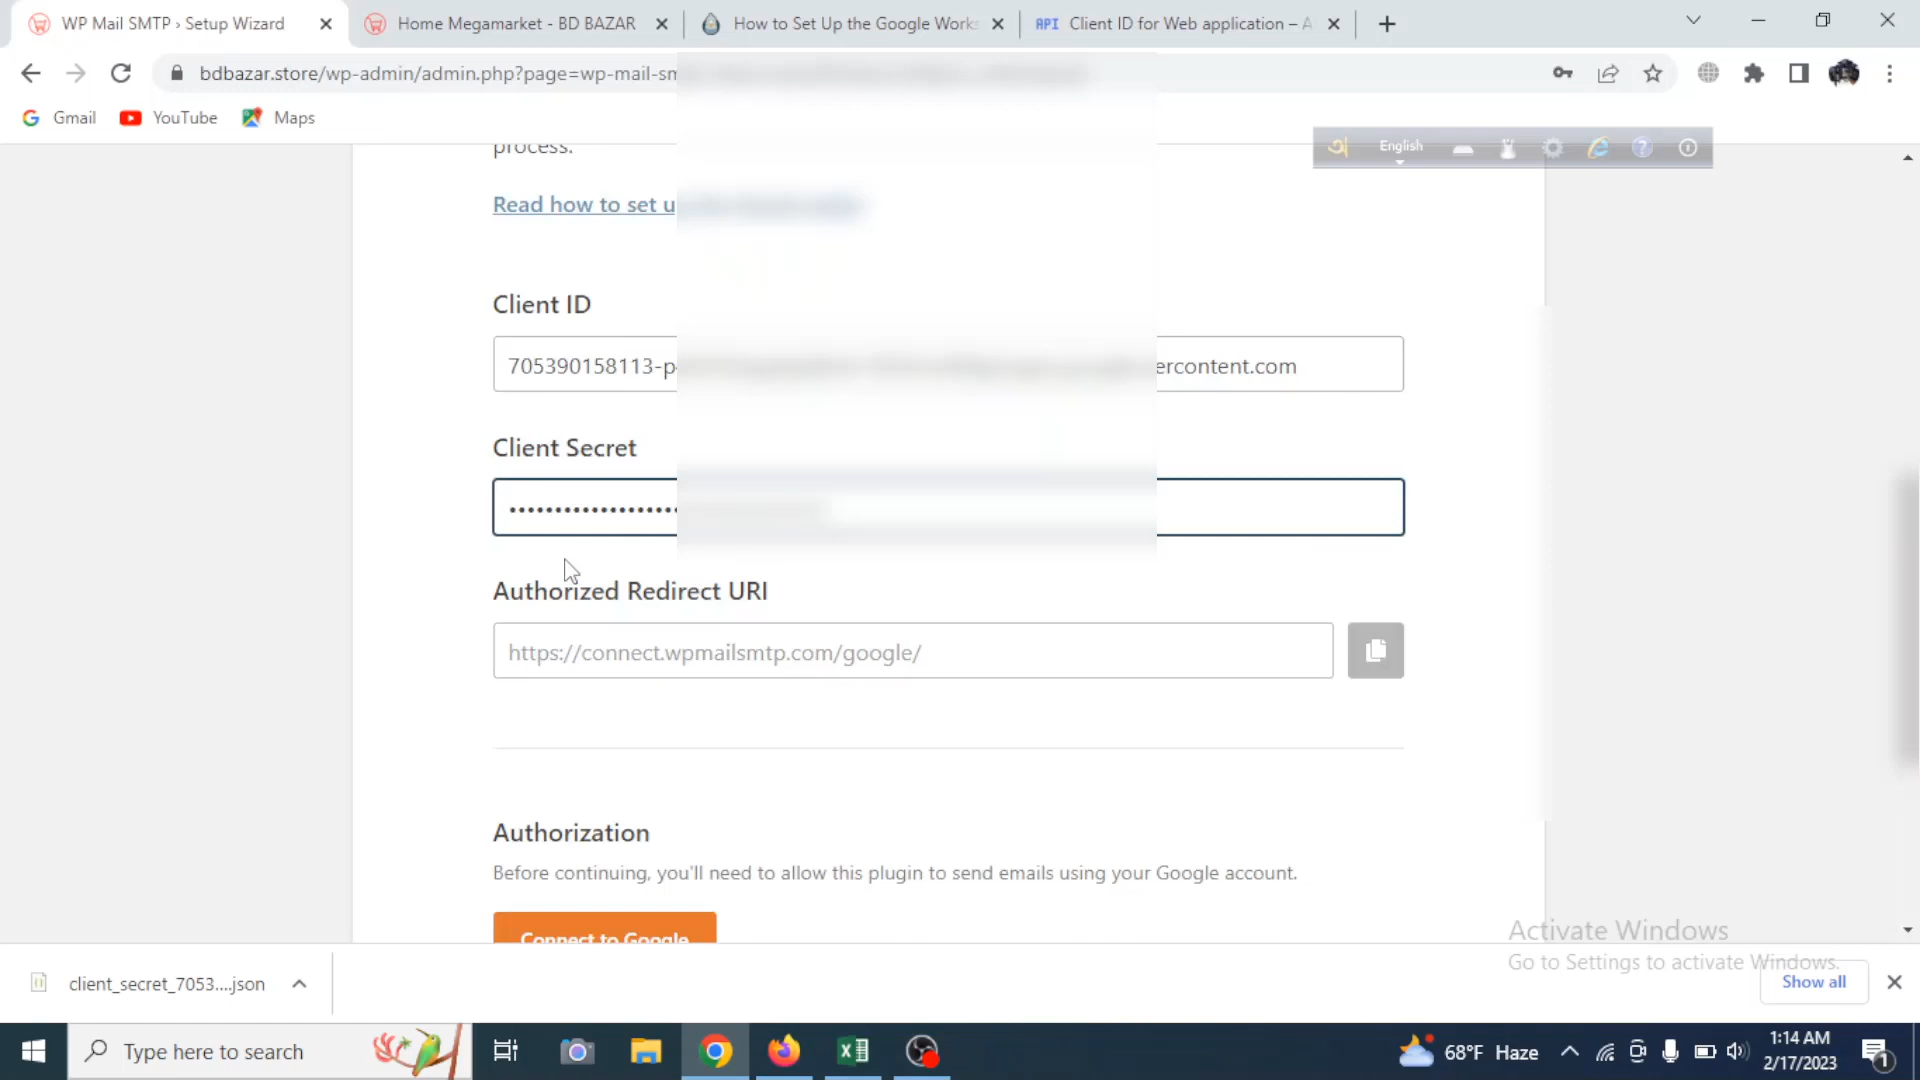 WP Mail SMTP › Setup Wizard
Home Megamarket - BD BAZAR
How to Set Up the Google Works
API Client ID for Web application – A
bdbazar.store/wp-admin/admin.php?page=wp-mail-sm
Gmail
YouTube
Maps
English
process.
Read how to set u
Client ID
705390158113-p
ercontent.com
Client Secret
Authorized Redirect URI
https://connect.wpmailsmtp.com/google/
Authorization
Before continuing, you'll need to allow this plugin to send emails using your Google account.
Connect to Google
Activate Windows
Go to Settings to activate Windows.
client_secret_7053....json
Show all
Type here to search
68°F Haze
1:14 AM
2/17/2023
1